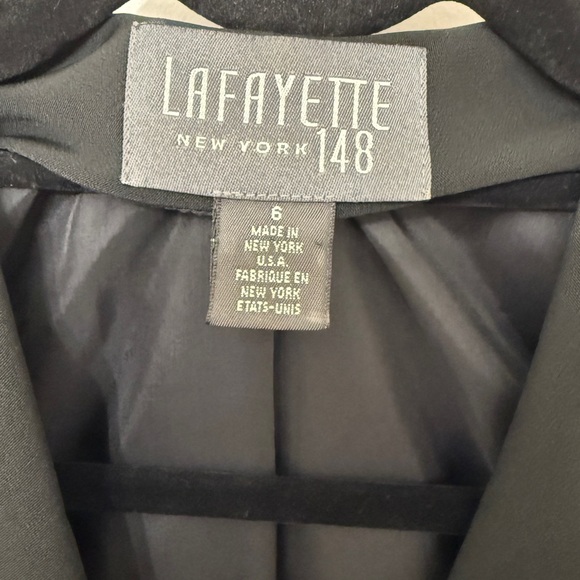 LAFAYETTE
NEW YORK 148
6
MADE IN
NEW YORK
U.S.A.
FABRIQUE EN
NEW YORK
ETATS-UNIS